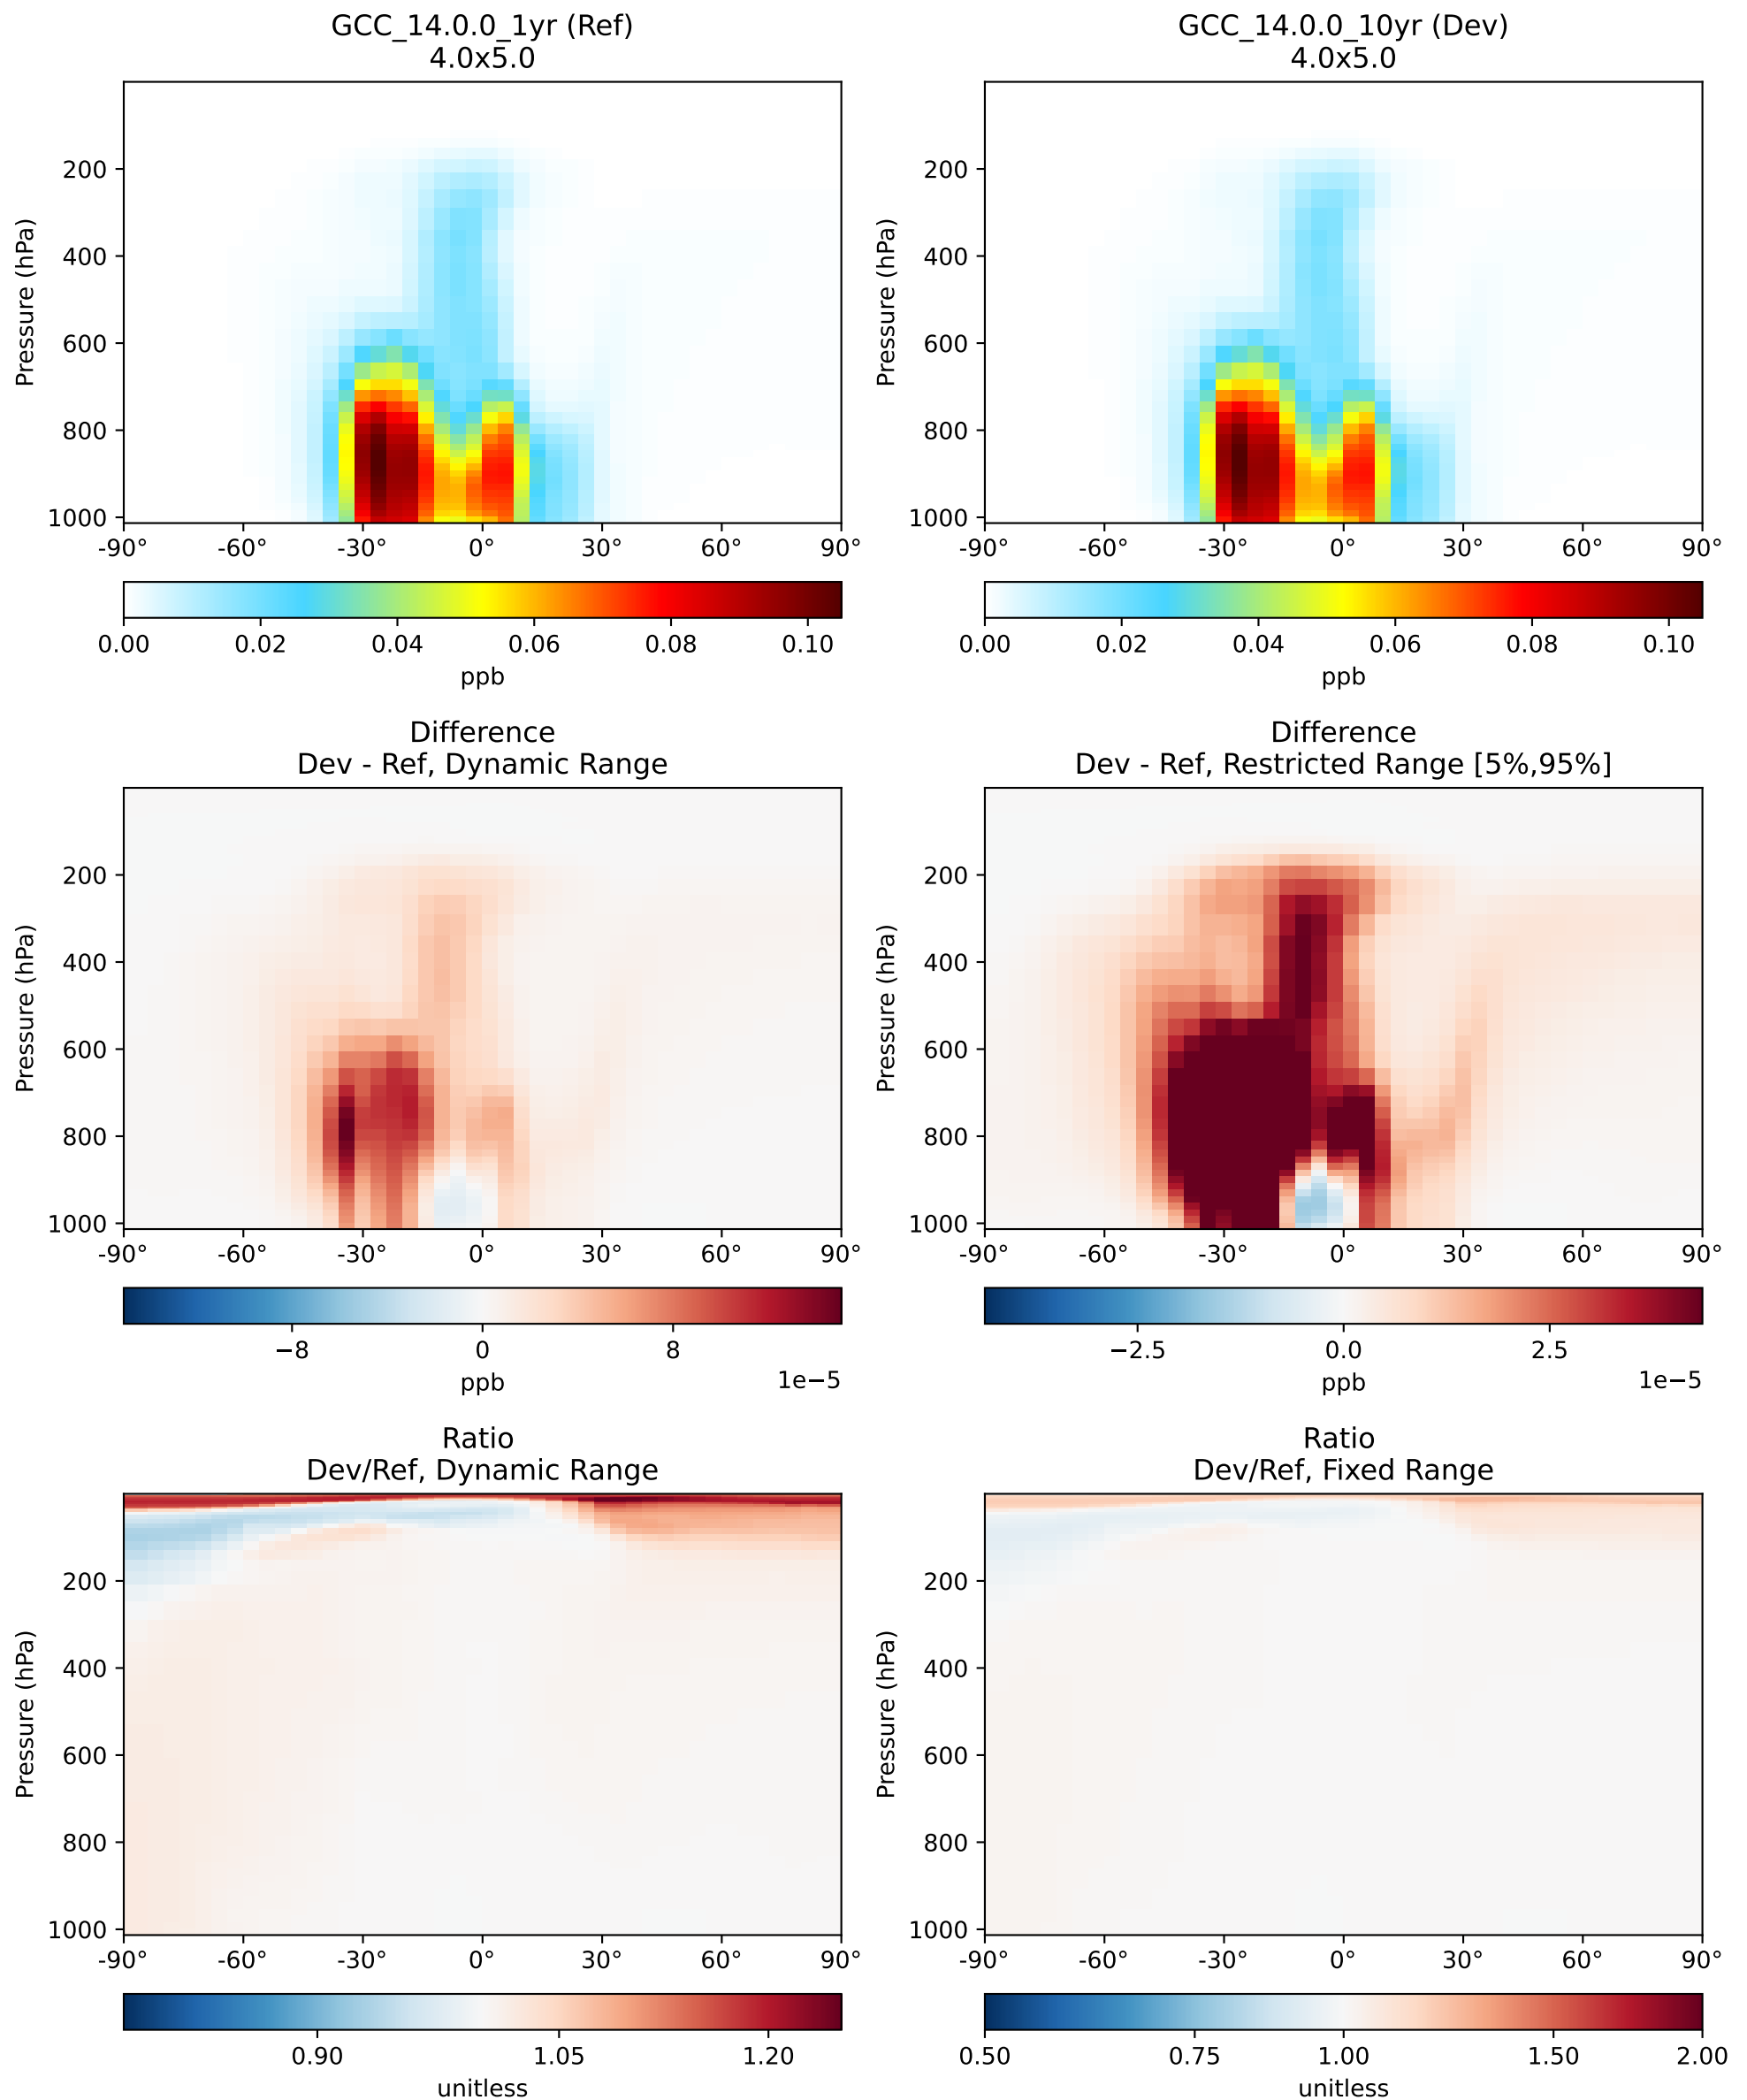 GCC_14.0.0_1yr (Ref)
4.0x5.0
Pressure (hPa)
200
400
600
800
1000
-90° -60° -30° 0° 30° 60° 90°
0.00 0.02 0.04 0.06 0.08 0.10
ppb
GCC_14.0.0_10yr (Dev)
4.0x5.0
Pressure (hPa)
200
400
600
800
1000
-90° -60° -30° 0° 30° 60° 90°
0.00 0.02 0.04 0.06 0.08 0.10
ppb
Difference
Dev - Ref, Dynamic Range
Pressure (hPa)
200
400
600
800
1000
-90° -60° -30° 0° 30° 60° 90°
−8 0 8
1e−5
ppb
Difference
Dev - Ref, Restricted Range [5%,95%]
Pressure (hPa)
200
400
600
800
1000
-90° -60° -30° 0° 30° 60° 90°
−2.5 0.0 2.5
1e−5
ppb
Ratio
Dev/Ref, Dynamic Range
Pressure (hPa)
200
400
600
800
1000
-90° -60° -30° 0° 30° 60° 90°
0.90 1.05 1.20
unitless
Ratio
Dev/Ref, Fixed Range
Pressure (hPa)
200
400
600
800
1000
-90° -60° -30° 0° 30° 60° 90°
0.50 0.75 1.00 1.50 2.00
unitless